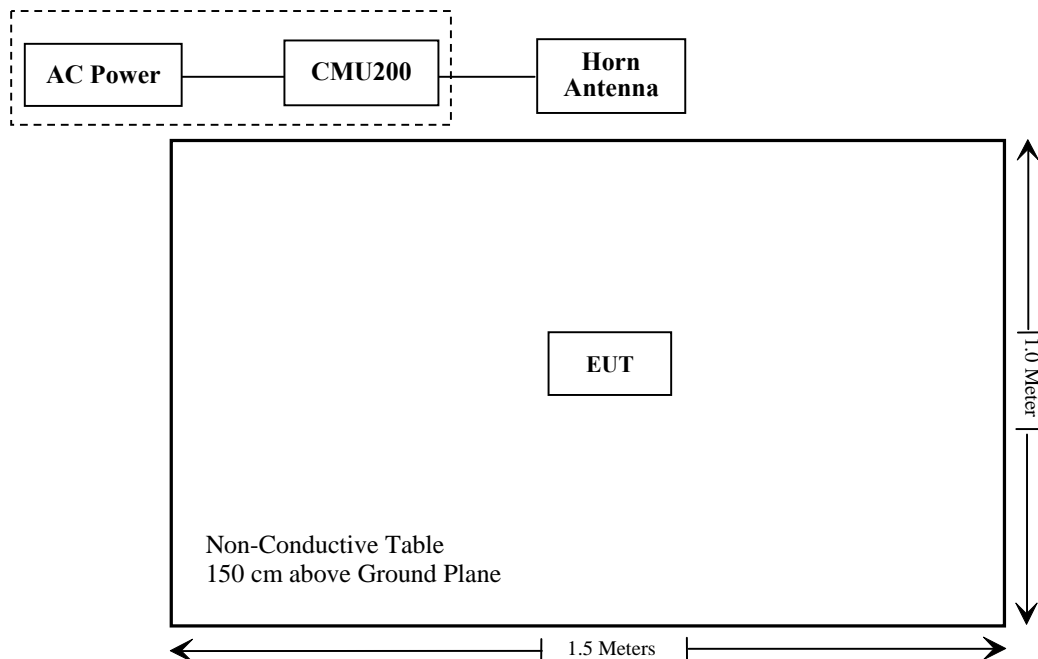 AC Power
CMU200
Horn
Antenna
EUT
1.0 Meter
Non-Conductive Table
150 cm above Ground Plane
1.5 Meters